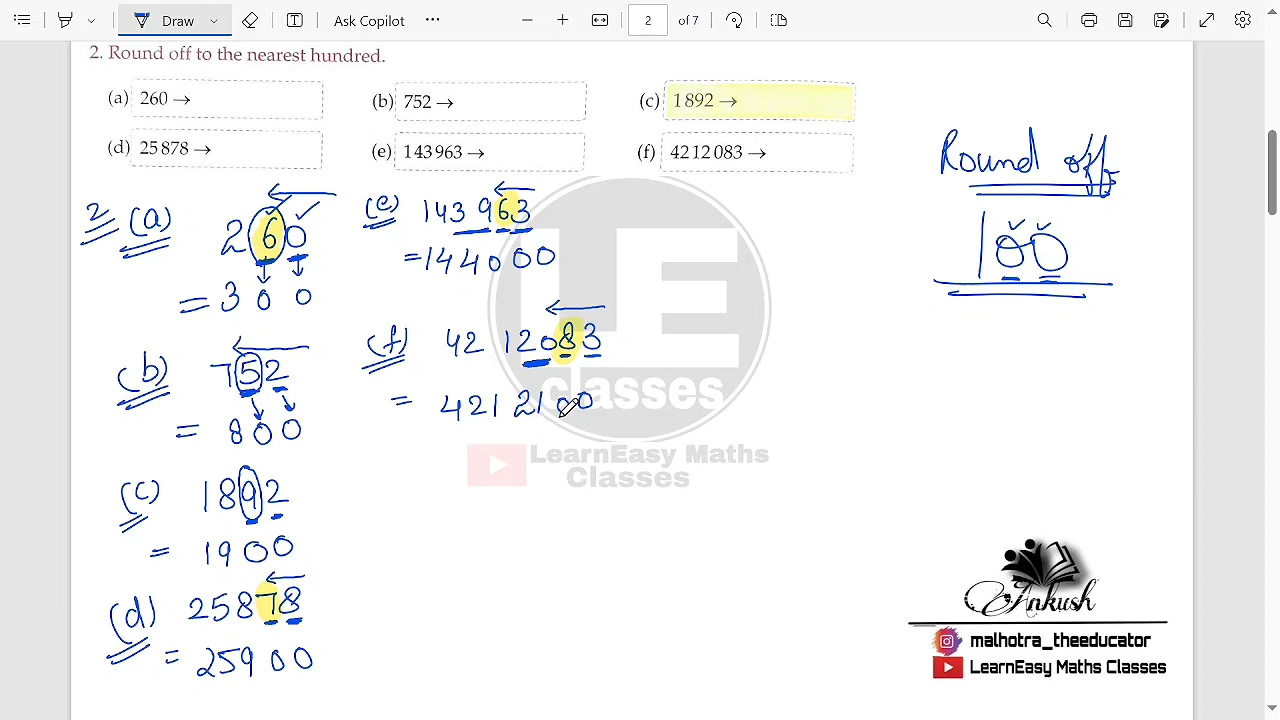 Draw
Ask Copilot
2 of 7
2. Round off to the nearest hundred.
(a) 260 → (b) 752 → (c) 1892 →
(d) 25878 → (e) 143963 → (f) 4212083 →
Round off
100
2 (a) 260
= 300
(b) 752
= 800
(c) 1892
= 1900
(d) 25878
= 25900
(e) 143963
= 144000
(f) 4212083
= 4212100
LE
classes
LearnEasy Maths
Classes
Ankush
malhotra_theeducator
LearnEasy Maths Classes